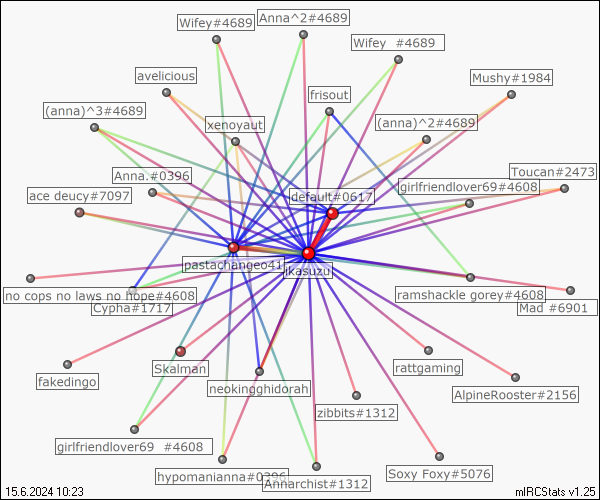 Wifey#4689
Anna^2#4689
Wifey #4689
avelicious
Mushy#1984
frisout
(anna)^3#4689
xenoyaut
(anna)^2#4689
Anna.#0396
Toucan#2473
girlfriendlover69#4608
ace deucy#7097
default#0617
pastachangeo41
ikasuzu
no cops no laws no hope#4608
ramshackle gorey#4608
Cypha#1717
Mad #6901
Skalman
rattgaming
fakedingo
neokingghidorah
AlpineRooster#2156
zibbits#1312
girlfriendlover69 #4608
hypomanianna#0396
Annarchist#1312
Soxy Foxy#5076
15.6.2024 10:23
mIRCStats v1.25